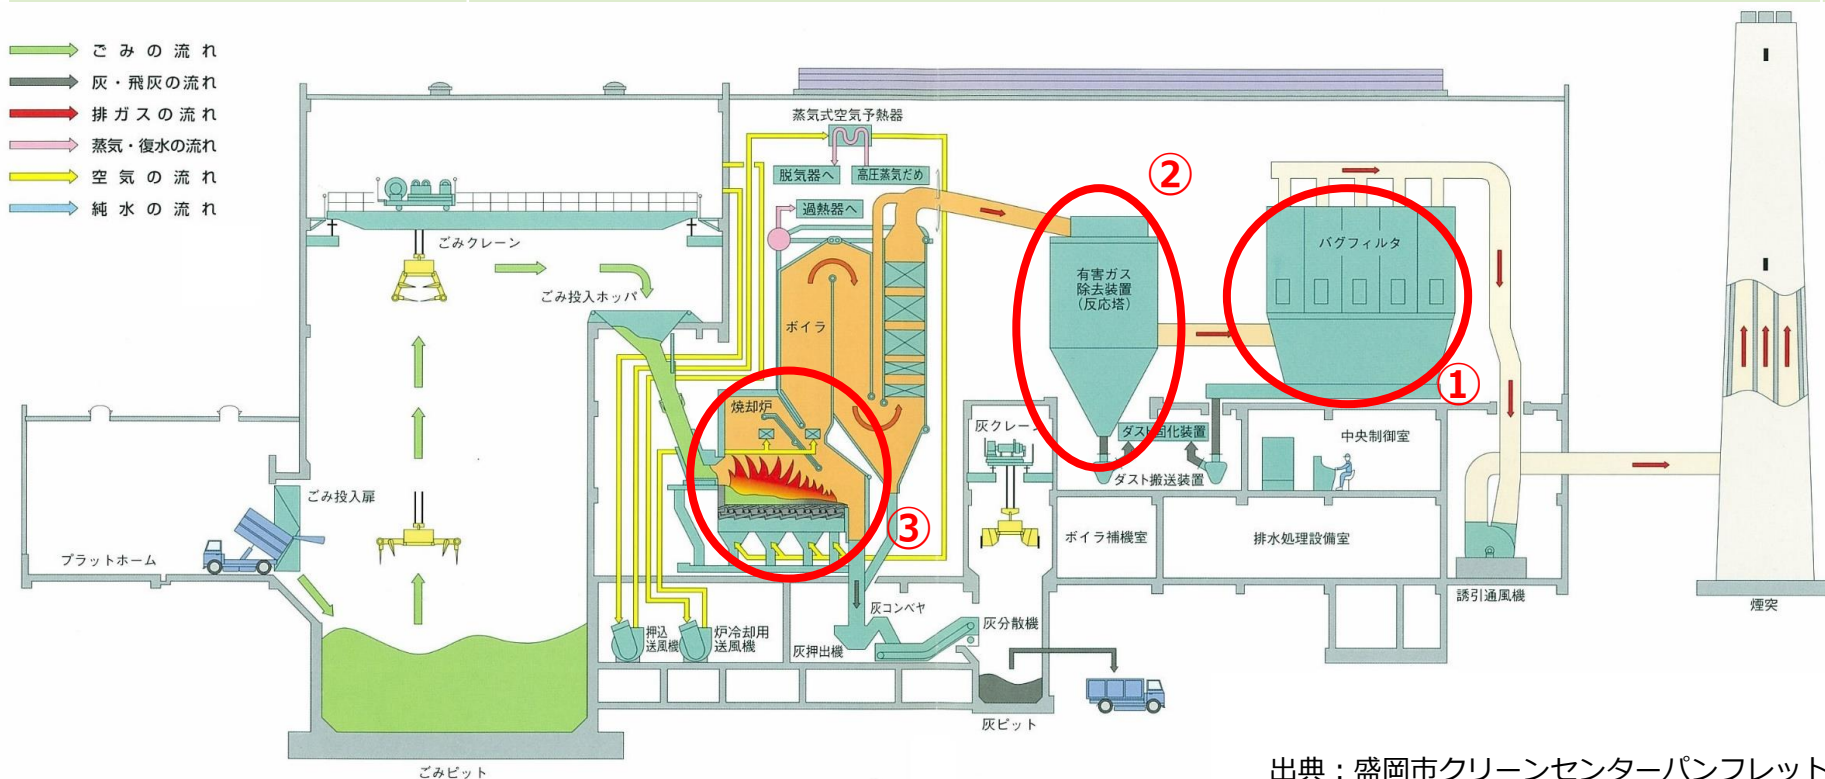 ごみの流れ
灰・飛灰の流れ
排ガスの流れ
蒸気・復水の流れ
空気の流れ
純水の流れ
蒸気式空気予熱器
脱気器へ
高圧蒸気だめ
過熱器へ
ごみクレーン
ごみ投入ホッパ
ボイラ
②
有害ガス
除去装置
(反応塔)
バグフィルタ
①
焼却炉
③
灰クレーン
ダスト固化装置
ダスト搬送装置
中央制御室
ごみ投入扉
プラットホーム
ボイラ補機室
排水処理設備室
誘引通風機
煙突
押込
送風機
炉冷却用
送風機
灰コンベヤ
灰押出機
灰分散機
灰ピット
ごみピット
出典：盛岡市クリーンセンターパンフレット